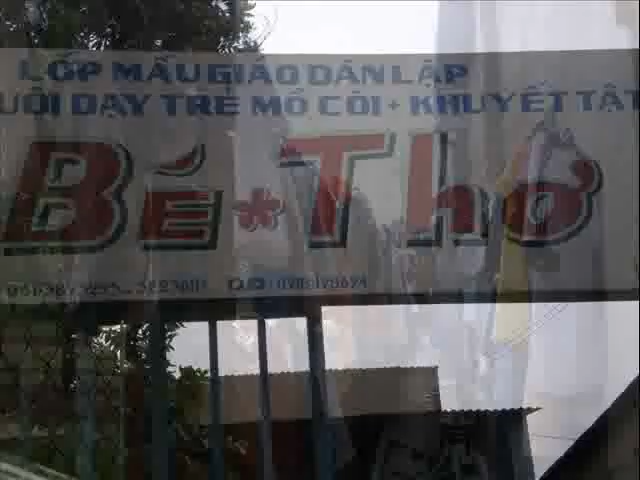 LỚP MẪU GIÁO DÂN LẬP
DẠY TRẺ MỒ CÔI + KHUYẾT TẬT
Bé * Thơ